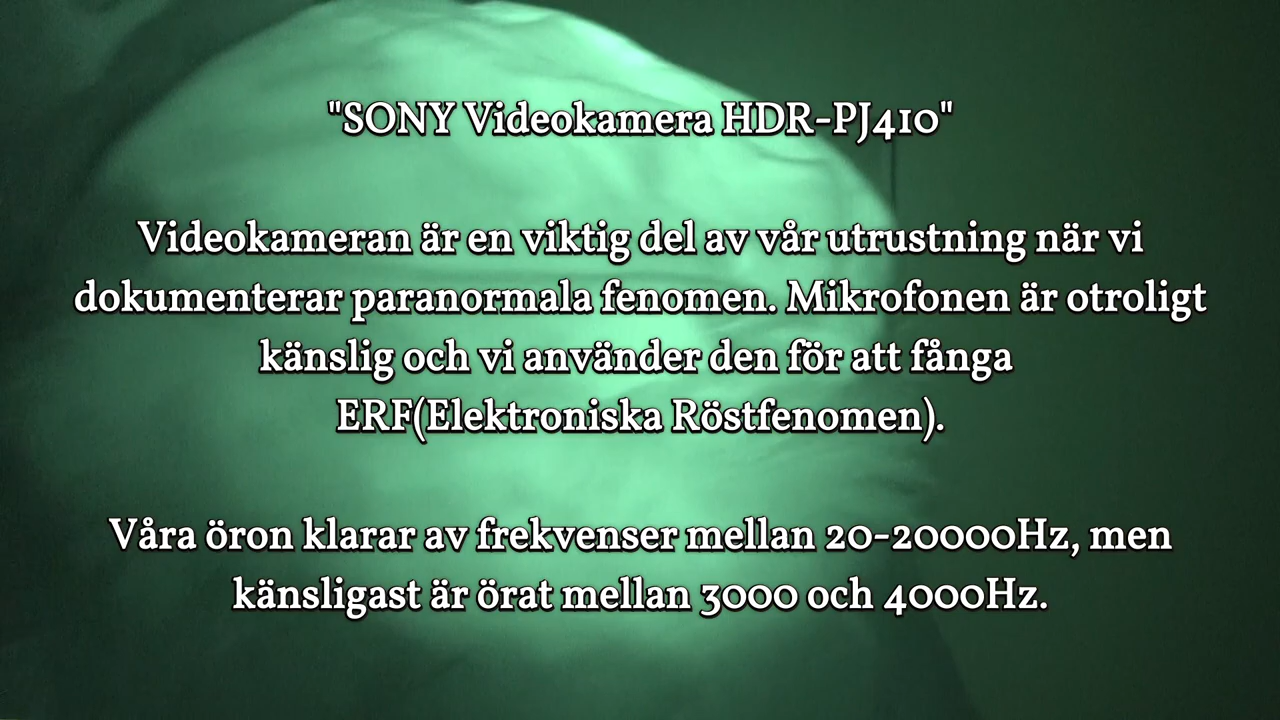 "SONY Videokamera HDR-PJ410"
Videokameran är en viktig del av vår utrustning när vi
dokumenterar paranormala fenomen. Mikrofonen är otroligt
känslig och vi använder den för att fånga
ERF(Elektroniska Röstfenomen).
Våra öron klarar av frekvenser mellan 20-20000Hz, men
känsligast är örat mellan 3000 och 4000Hz.